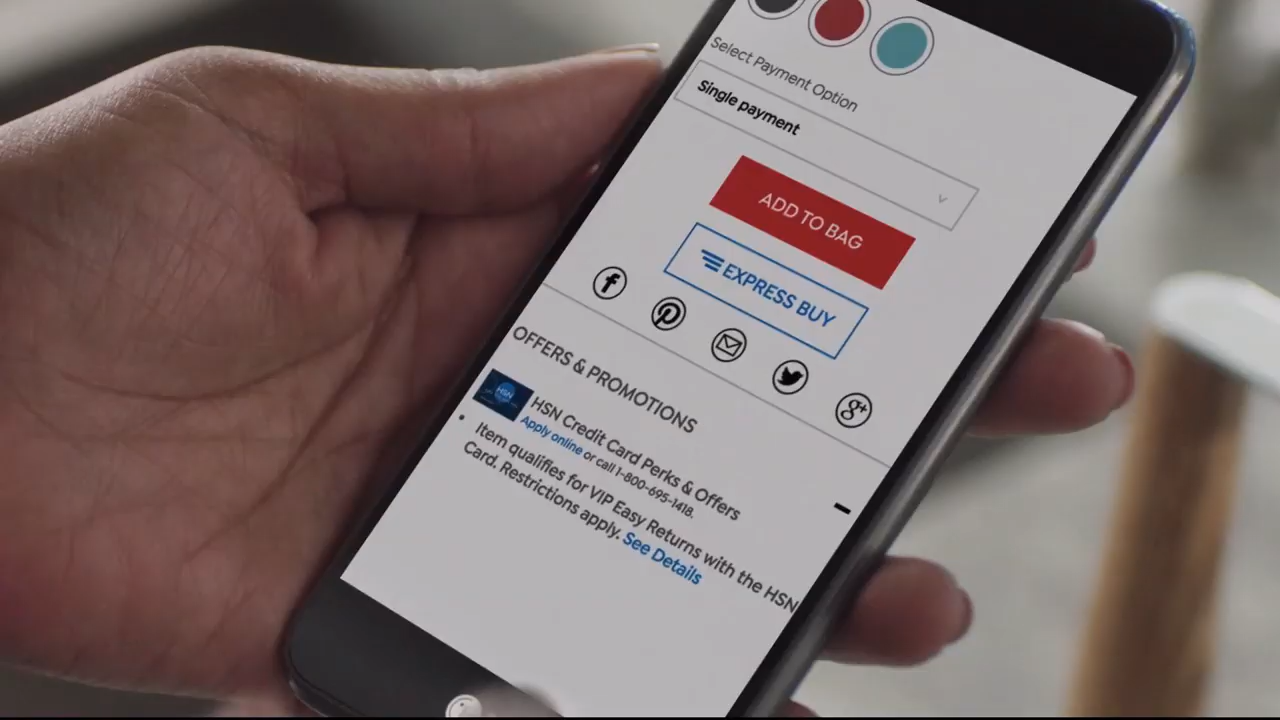 Select Payment Option
Single payment
ADD TO BAG
EXPRESS BUY
OFFERS & PROMOTIONS
HSN
HSN Credit Card Perks & Offers
Apply online or call 1-800-695-1418.
Item qualifies for VIP Easy Returns with the HSN
Card. Restrictions apply. See Details